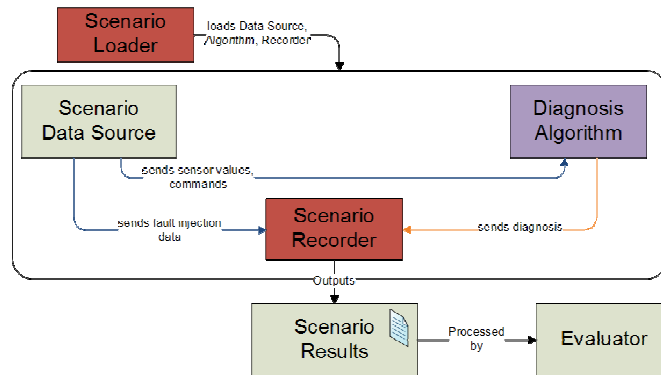 Scenario
Loader
loads Data Source,
Algorithm, Recorder
Scenario
Data Source
Diagnosis
Algorithm
sends sensor values,
commands
sends fault injection
data
Scenario
Recorder
sends diagnosis
Outputs
Scenario
Results
Processed
by
Evaluator